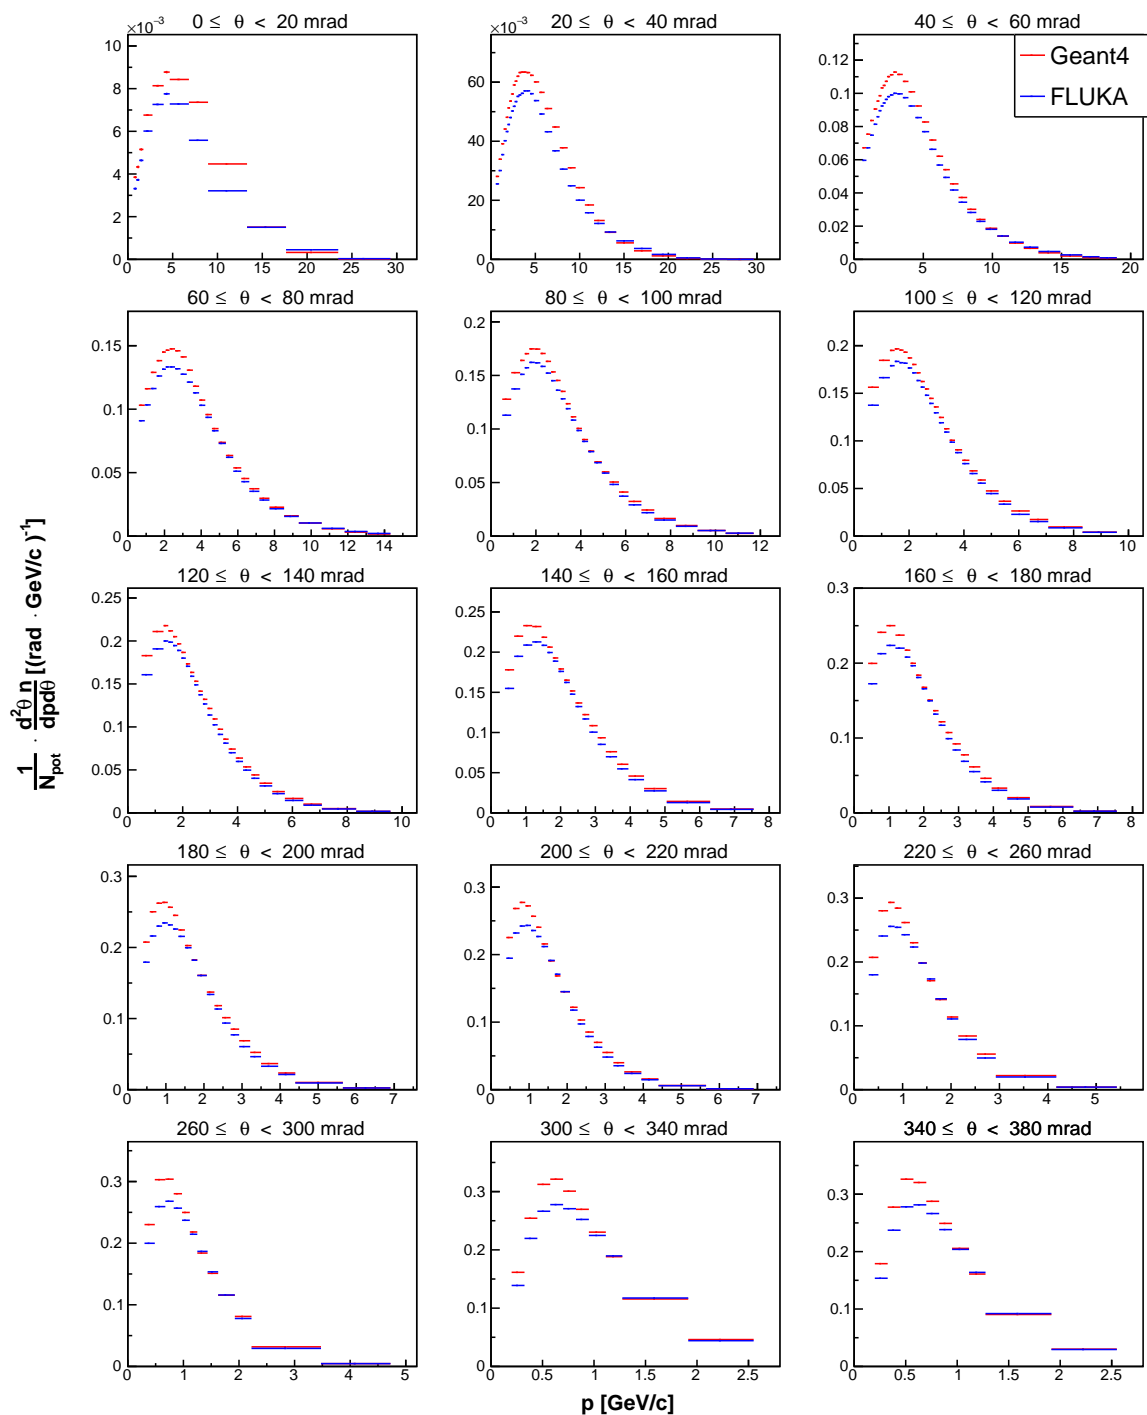 0 ≤ θ < 20 mrad
20 ≤ θ < 40 mrad
40 ≤ θ < 60 mrad
×10⁻³
×10⁻³
Geant4
FLUKA
10
8
6
4
2
0
0 5 10 15 20 25 30
60
40
20
0
0 5 10 15 20 25 30
0.12
0.1
0.08
0.06
0.04
0.02
0
0 5 10 15 20
60 ≤ θ < 80 mrad
80 ≤ θ < 100 mrad
100 ≤ θ < 120 mrad
0.15
0.1
0.05
0
0 2 4 6 8 10 12 14
0.2
0.15
0.1
0.05
0
0 2 4 6 8 10 12
0.2
0.15
0.1
0.05
0
2 4 6 8 10
120 ≤ θ < 140 mrad
140 ≤ θ < 160 mrad
160 ≤ θ < 180 mrad
0.25
0.2
0.15
0.1
0.05
0
2 4 6 8 10
0.25
0.2
0.15
0.1
0.05
0
0 1 2 3 4 5 6 7 8
0.3
0.2
0.1
0
0 1 2 3 4 5 6 7 8
180 ≤ θ < 200 mrad
200 ≤ θ < 220 mrad
220 ≤ θ < 260 mrad
0.3
0.2
0.1
0
0 1 2 3 4 5 6 7
0.3
0.2
0.1
0
0 1 2 3 4 5 6 7
0.3
0.2
0.1
0
1 2 3 4 5
260 ≤ θ < 300 mrad
300 ≤ θ < 340 mrad
340 ≤ θ < 380 mrad
0.3
0.2
0.1
0
0 1 2 3 4 5
0.3
0.2
0.1
0
0.5 1 1.5 2 2.5
0.3
0.2
0.1
0
0.5 1 1.5 2 2.5
1/N_pot · d²θ n/dpdθ [(rad · GeV/c )⁻¹]
p [GeV/c]